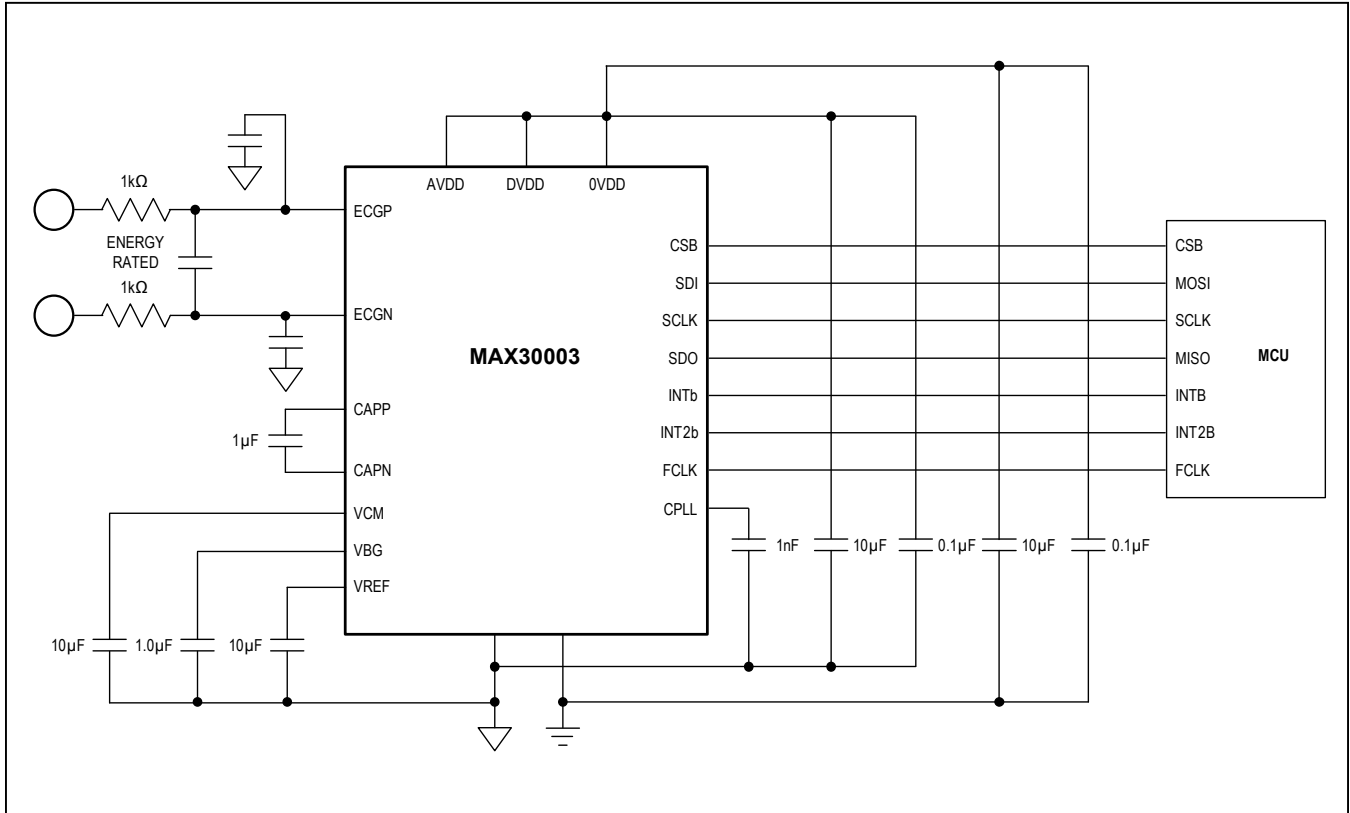 AVDD
DVDD
0VDD
1kΩ
ECGP
ENERGY
RATED
1kΩ
ECGN
MAX30003
CAPP
1µF
CAPN
VCM
VBG
VREF
10µF
1.0µF
10µF
CSB
SDI
SCLK
SDO
INTb
INT2b
FCLK
CPLL
1nF
10µF
0.1µF
10µF
0.1µF
CSB
MOSI
SCLK
MISO
MCU
INTB
INT2B
FCLK